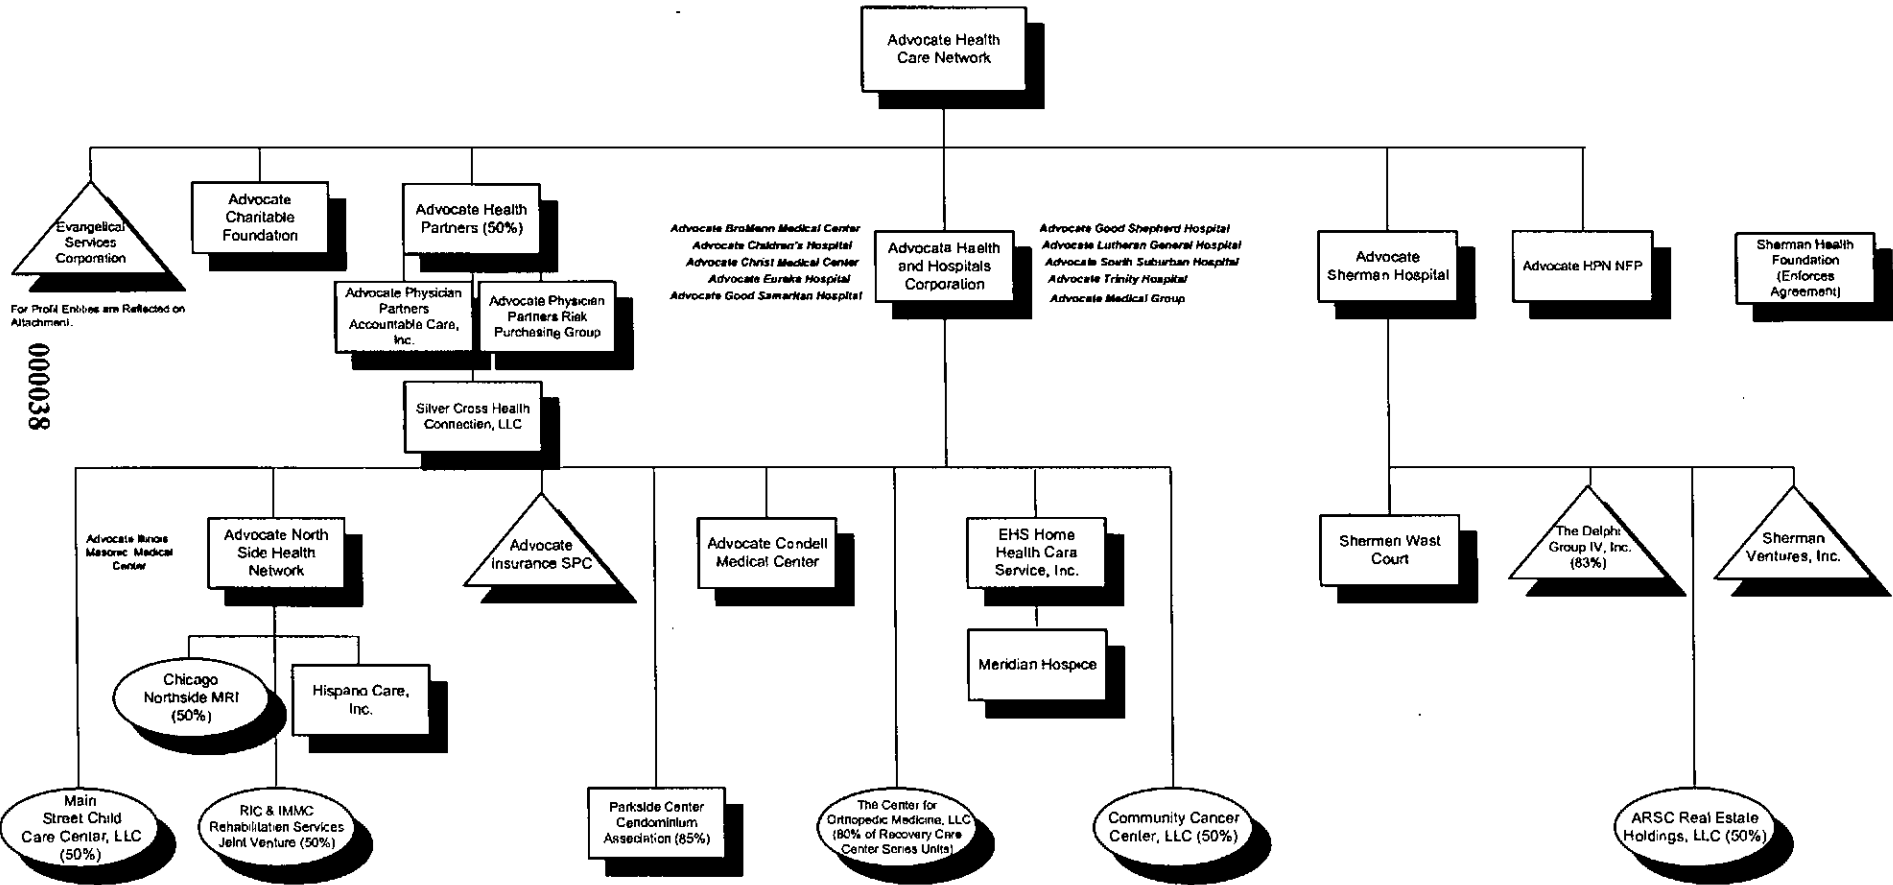 Advocate Health
Care Network
Evangelical
Services
Corporation
For Profit Entities are Reflected on
Attachment.
000038
Advocate
Charitable
Foundation
Advocate Health
Partners (50%)
Advocate Physician
Partners
Accountable Care,
Inc.
Advocate Physician
Partners Risk
Purchasing Group
Silver Cross Health
Connection, LLC
Advocate BroMenn Medical Center
Advocate Children's Hospital
Advocate Christ Medical Center
Advocate Eureka Hospital
Advocate Good Samaritan Hospital
Advocata Haelth
and Hospitals
Corporation
Advocate Good Shepherd Hospital
Advocate Lutheran General Hospital
Advocate South Suburban Hospital
Advocate Trinity Hospital
Advocate Medical Group
Advocate
Sherman Hospital
Advocate HPN NFP
Sherman Health
Foundation
(Enforces
Agreement)
Advocate Illinois
Masonic Medical
Center
Advocate North
Side Health
Network
Advocate
insurance SPC
Advocate Condell
Medical Center
EHS Home
Health Cara
Service, Inc.
Meridian Hospice
Shermen Wast
Court
The Delphi
Group IV, Inc.
(83%)
Sherman
Ventures, Inc.
Chicago
Northside MRI
(50%)
Hispano Care,
Inc.
Main
Street Child
Care Center, LLC
(50%)
RIC & IMMC
Rehabilitation Services
Joint Venture (50%)
Parkside Center
Condominium
Association (85%)
The Center for
Orthopedic Medicine, LLC
(80% of Recovery Care
Center Series Units)
Community Cancer
Center, LLC (50%)
ARSC Real Estate
Holdings, LLC (50%)